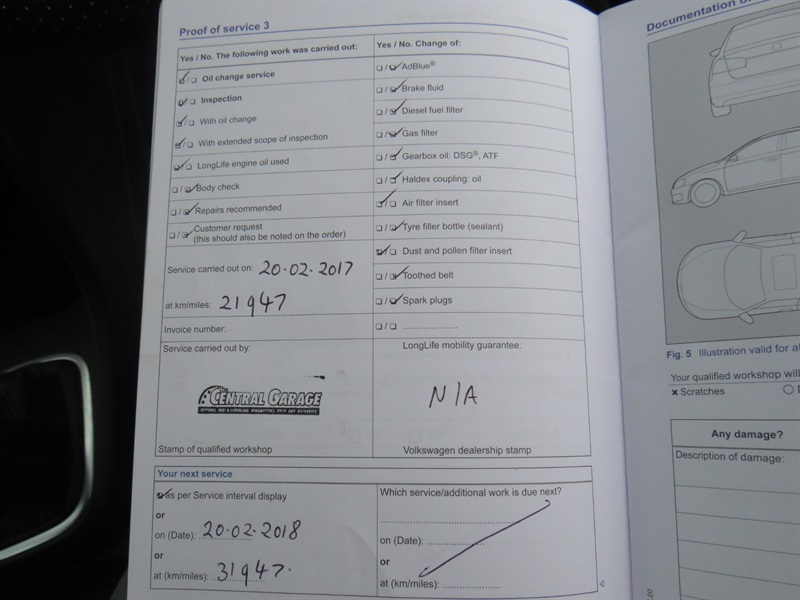 Proof of service 3
Yes / No. The following work was carried out:
☑/☐ Oil change service
☑/☐ Inspection
☑/☐ With oil change
☑/☐ With extended scope of inspection
☑/☐ LongLife engine oil used
☐/☑ Body check
☐/☑ Repairs recommended
☐/☑ Customer request
(this should also be noted on the order)
Service carried out on: 20.02.2017
at km/miles: 21947
Invoice number:
Service carried out by:
CENTRAL GARAGE
Stamp of qualified workshop
Yes / No. Change of:
☐/☑ AdBlue®
☐/☑ Brake fluid
☐/☑ Diesel fuel filter
☐/☑ Gas filter
☐/☑ Gearbox oil: DSG®, ATF
☐/☑ Haldex coupling: oil
☑/☐ Air filter insert
☐/☑ Tyre filler bottle (sealant)
☑/☐ Dust and pollen filter insert
☐/☑ Toothed belt
☐/☑ Spark plugs
☐/☐ ....................
LongLife mobility guarantee:
N/A
Volkswagen dealership stamp
Your next service
☑ as per Service interval display
or
on (Date): 20.02.2018
or
at (km/miles): 31947.
Which service/additional work is due next?
on (Date): ....................
or
at (km/miles): ....................
Documentation
Fig. 5 Illustration valid for
Your qualified workshop will
× Scratches
Any damage?
Description of damage:
20